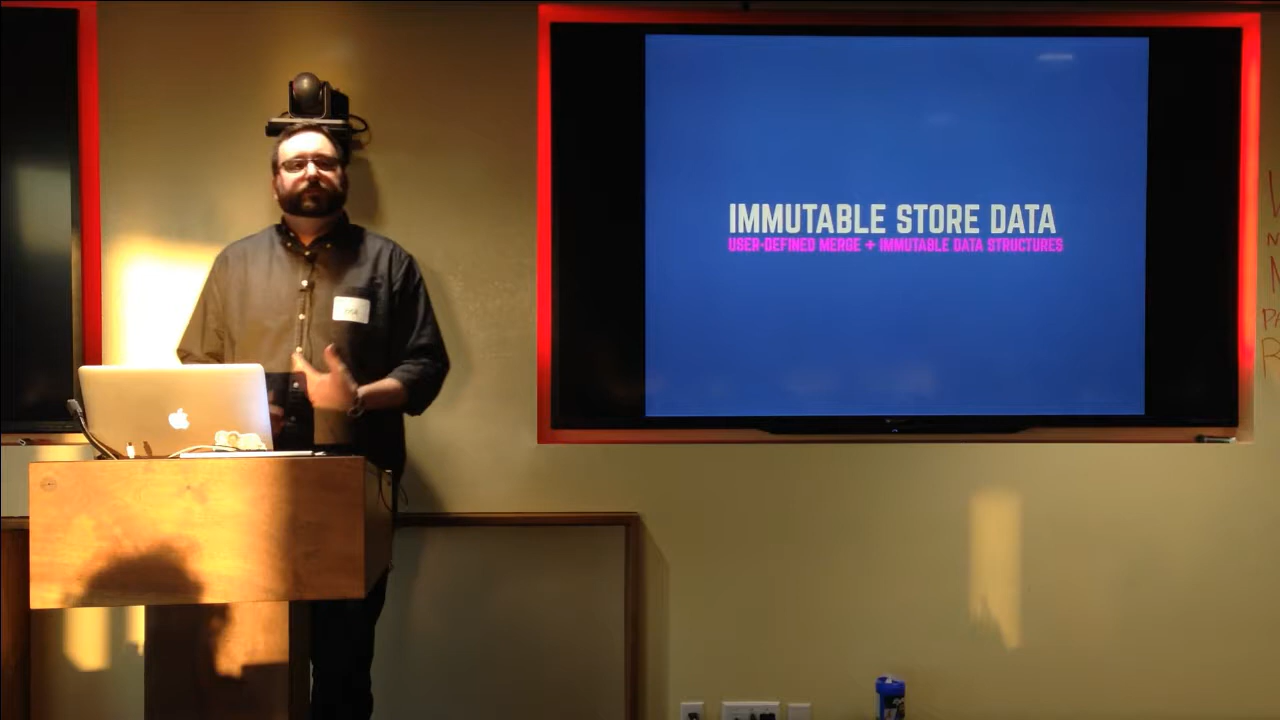 IMMUTABLE STORE DATA
USER-DEFINED MERGE + IMMUTABLE DATA STRUCTURES